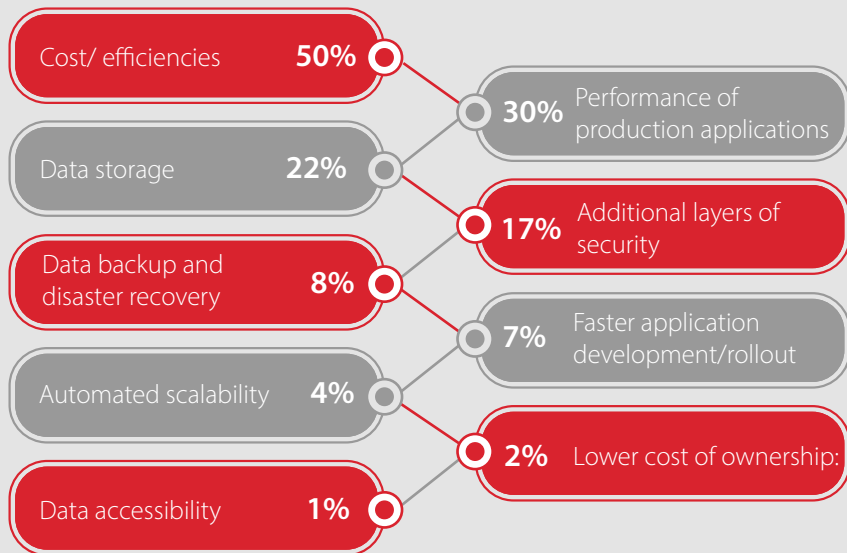 Cost/ efficiencies 50%
30% Performance of
production applications
Data storage 22%
17% Additional layers of
security
Data backup and
disaster recovery 8%
7% Faster application
development/rollout
Automated scalability 4%
2% Lower cost of ownership:
Data accessibility 1%